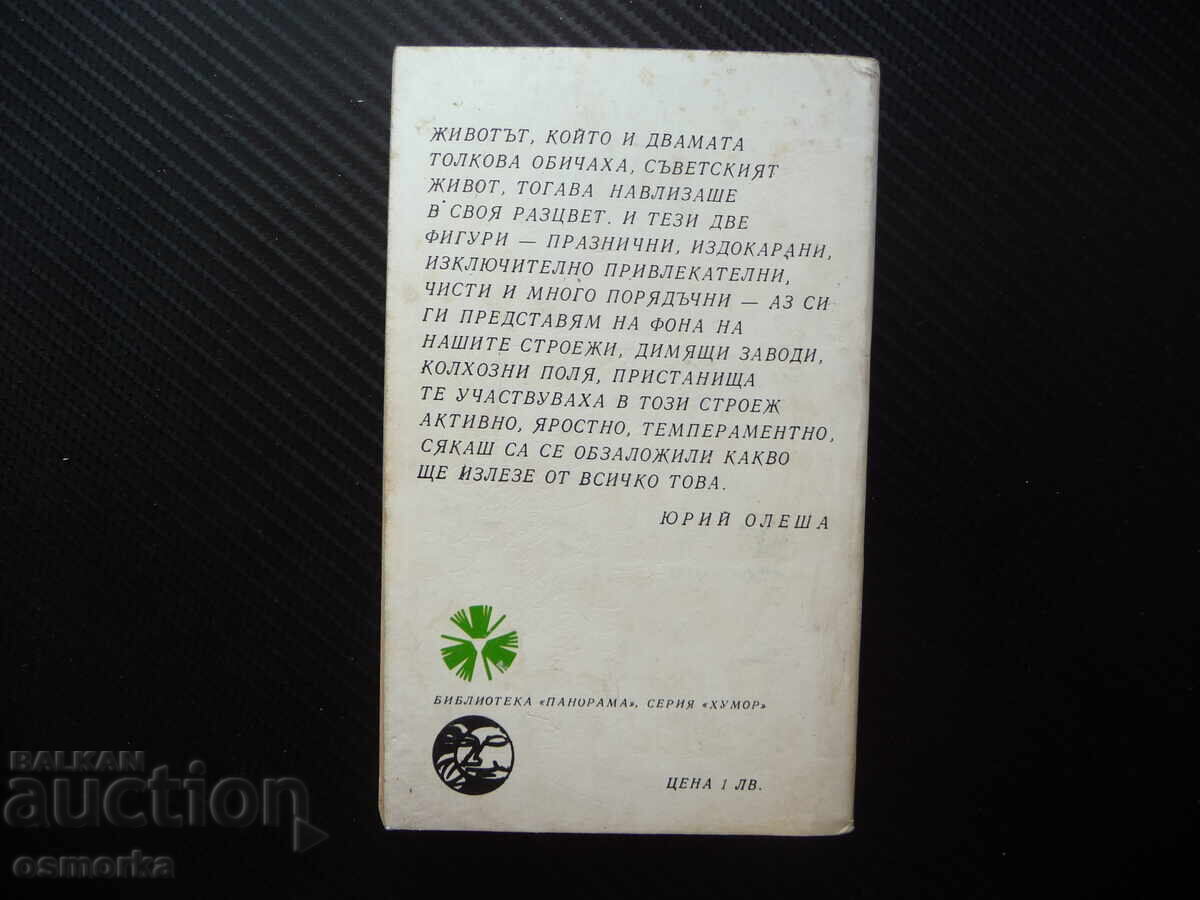 ЖИВОТЪТ, КОЙТО И ДВАМАТА
ТОЛКОВА ОБИЧАХА, СЪВЕТСКИЯТ
ЖИВОТ, ТОГАВА НАВЛИЗАШЕ
В СВОЯ РАЗЦВЕТ. И ТЕЗИ ДВЕ
ФИГУРИ — ПРАЗНИЧНИ, ИЗДОКАРАНИ,
ИЗКЛЮЧИТЕЛНО ПРИВЛЕКАТЕЛНИ,
ЧИСТИ И МНОГО ПОРЯДЪЧНИ — АЗ СИ
ГИ ПРЕДСТАВЯМ НА ФОНА НА
НАШИТЕ СТРОЕЖИ, ДИМЯЩИ ЗАВОДИ,
КОЛХОЗНИ ПОЛЯ, ПРИСТАНИЩА
ТЕ УЧАСТВУВАХА В ТОЗИ СТРОЕЖ
АКТИВНО, ЯРОСТНО, ТЕМПЕРАМЕНТНО,
СЯКАШ СА СЕ ОБЗАЛОЖИЛИ КАКВО
ЩЕ ИЗЛЕЗЕ ОТ ВСИЧКО ТОВА.
ЮРИЙ ОЛЕША
БИБЛИОТЕКА «ПАНОРАМА», СЕРИЯ «ХУМОР»
ЦЕНА 1 ЛВ.
BALKAN
auction
osmorka